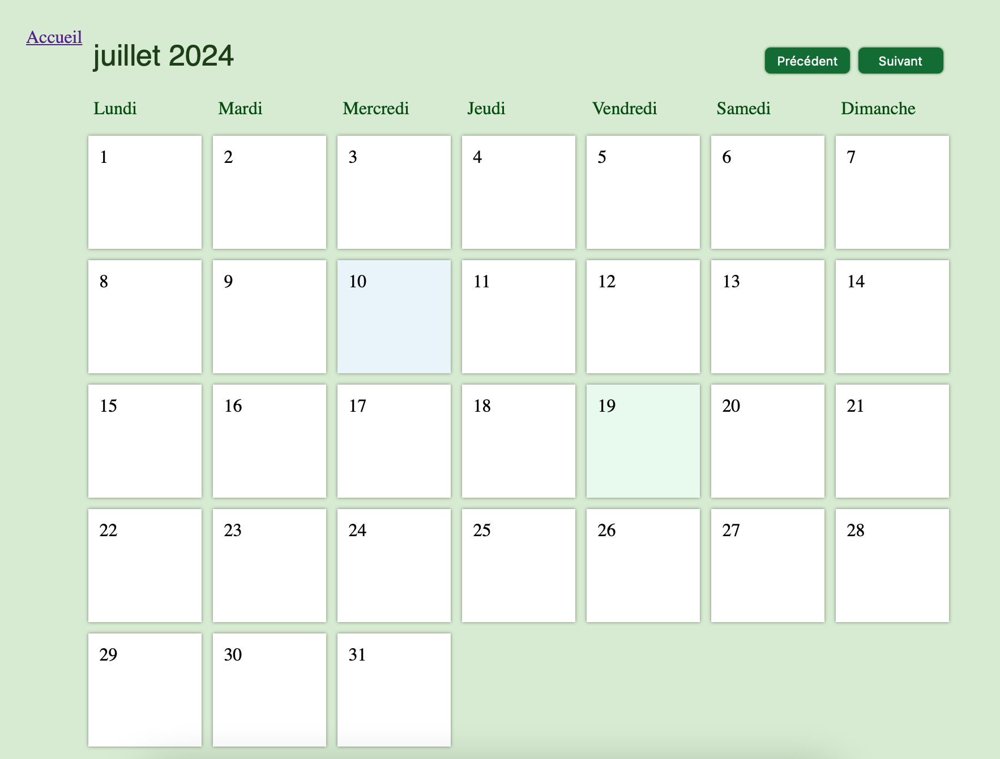 Accueil
juillet 2024
Précédent Suivant
Lundi Mardi Mercredi Jeudi Vendredi Samedi Dimanche
1 2 3 4 5 6 7
8 9 10 11 12 13 14
15 16 17 18 19 20 21
22 23 24 25 26 27 28
29 30 31